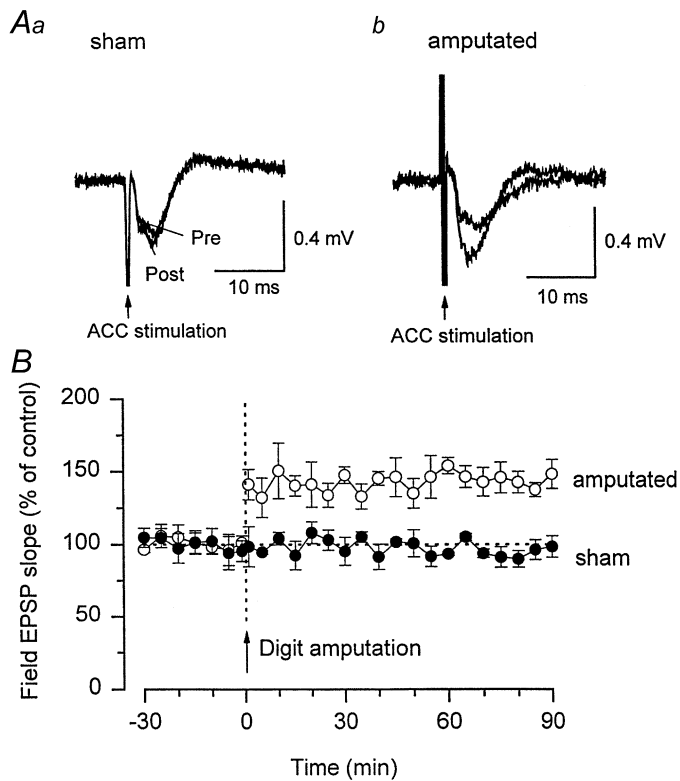 Aa
sham
b
amputated
Pre
Post
0.4 mV
10 ms
ACC stimulation
0.4 mV
10 ms
ACC stimulation
B
Field EPSP slope (% of control)
200
150
100
50
0
amputated
sham
Digit amputation
-30 0 30 60 90
Time (min)